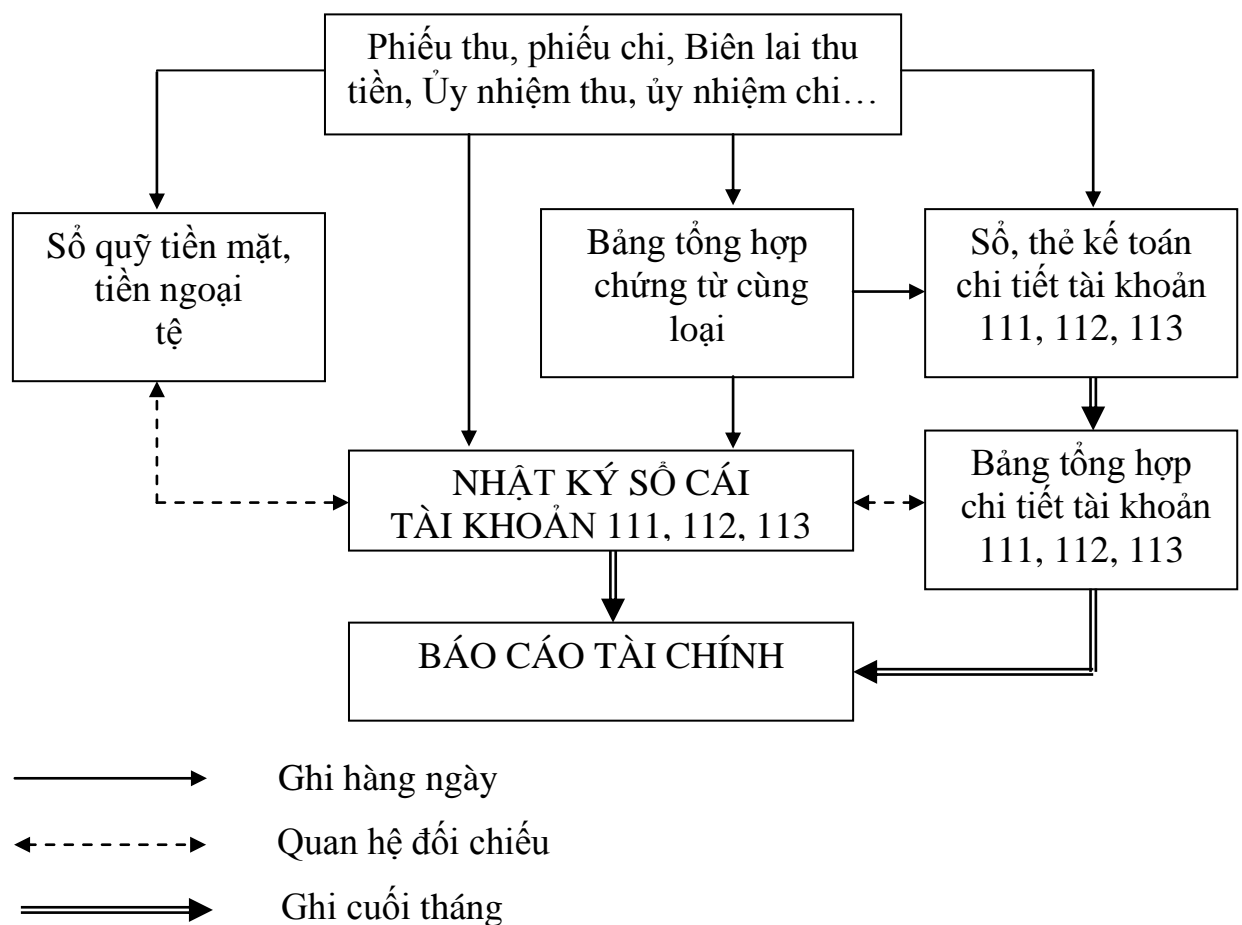 Phiếu thu, phiếu chi, Biên lai thu
tiền, Ủy nhiệm thu, ủy nhiệm chi…
Sổ quỹ tiền mặt,
tiền ngoại
tệ
Bảng tổng hợp
chứng từ cùng
loại
Sổ, thẻ kế toán
chi tiết tài khoản
111, 112, 113
NHẬT KÝ SỔ CÁI
TÀI KHOẢN 111, 112, 113
Bảng tổng hợp
chi tiết tài khoản
111, 112, 113
BÁO CÁO TÀI CHÍNH
Ghi hàng ngày
Quan hệ đối chiếu
Ghi cuối tháng